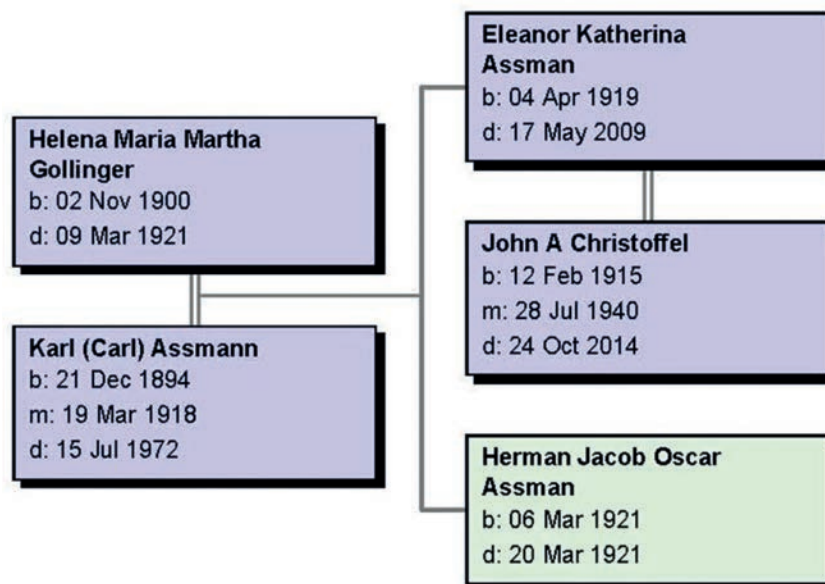 Helena Maria Martha
Gollinger
b: 02 Nov 1900
d: 09 Mar 1921
Karl (Carl) Assmann
b: 21 Dec 1894
m: 19 Mar 1918
d: 15 Jul 1972
Eleanor Katherina
Assman
b: 04 Apr 1919
d: 17 May 2009
John A Christoffel
b: 12 Feb 1915
m: 28 Jul 1940
d: 24 Oct 2014
Herman Jacob Oscar
Assman
b: 06 Mar 1921
d: 20 Mar 1921